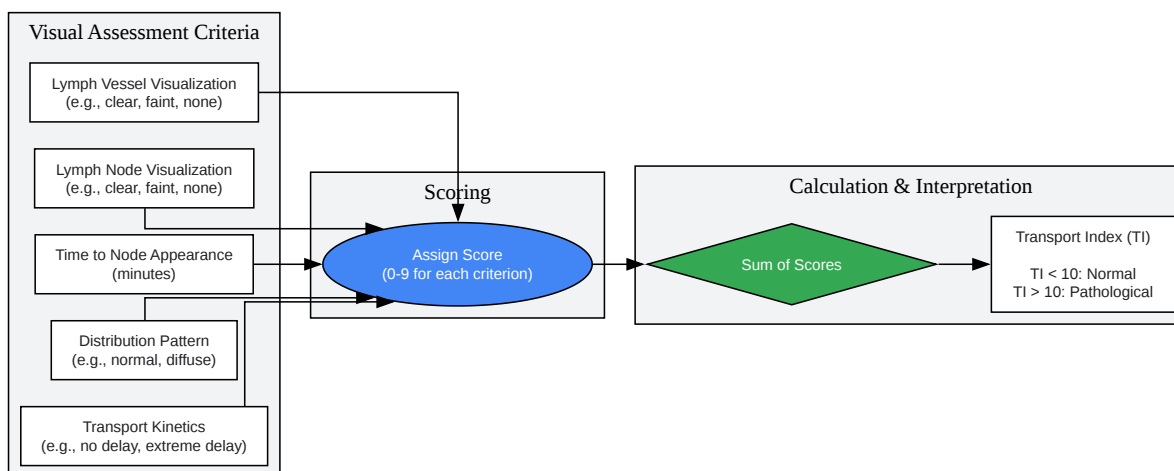 Visual Assessment Criteria
Lymph Vessel Visualization
(e.g., clear, faint, none)
Lymph Node Visualization
(e.g., clear, faint, none)
Time to Node Appearance
(minutes)
Distribution Pattern
(e.g., normal, diffuse)
Transport Kinetics
(e.g., no delay, extreme delay)
Scoring
Assign Score
(0-9 for each criterion)
Calculation & Interpretation
Sum of Scores
Transport Index (TI)
TI < 10: Normal
TI > 10: Pathological